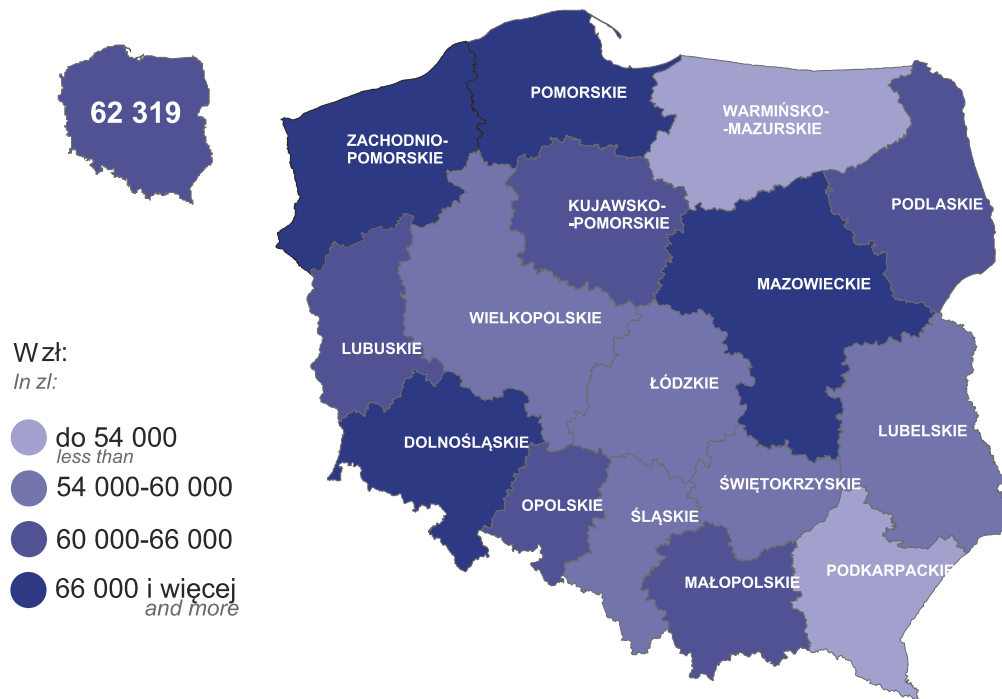 62 319
POMORSKIE
WARMIŃSKO-
-MAZURSKIE
ZACHODNIO-
POMORSKIE
KUJAWSKO-
-POMORSKIE
PODLASKIE
MAZOWIECKIE
WIELKOPOLSKIE
LUBUSKIE
ŁÓDZKIE
DOLNOŚLĄSKIE
LUBELSKIE
OPOLSKIE
ŚLĄSKIE
ŚWIĘTOKRZYSKIE
MAŁOPOLSKIE
PODKARPACKIE
W zł:
In zl:
do 54 000
less than
54 000-60 000
60 000-66 000
66 000 i więcej
and more